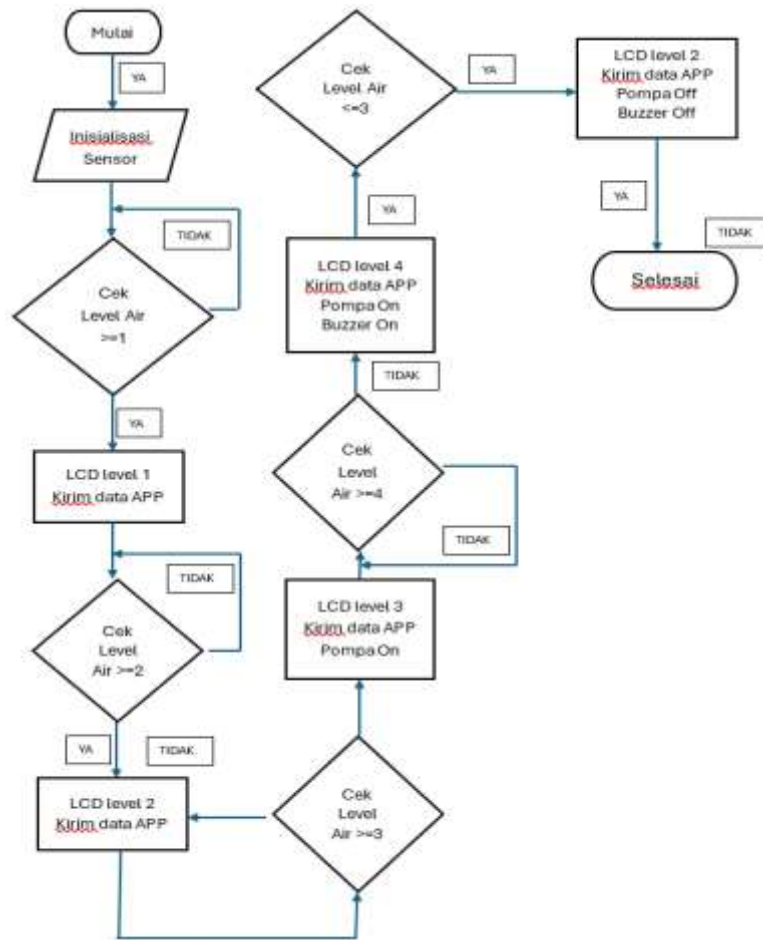 Mulai
YA
Inisialisasi
Sensor
TIDAK
Cek
Level Air
>=1
YA
LCD level 1
Kirim data APP
TIDAK
Cek
Level
Air >=2
YA
TIDAK
LCD level 2
Kirim data APP
Cek
Level
Air >=3
LCD level 3
Kirim data APP
Pompa On
TIDAK
Cek
Level
Air >=4
TIDAK
LCD level 4
Kirim data APP
Pompa On
Buzzer On
YA
Cek
Level Air
<=3
YA
LCD level 2
Kirim data APP
Pompa Off
Buzzer Off
YA
TIDAK
Selesai